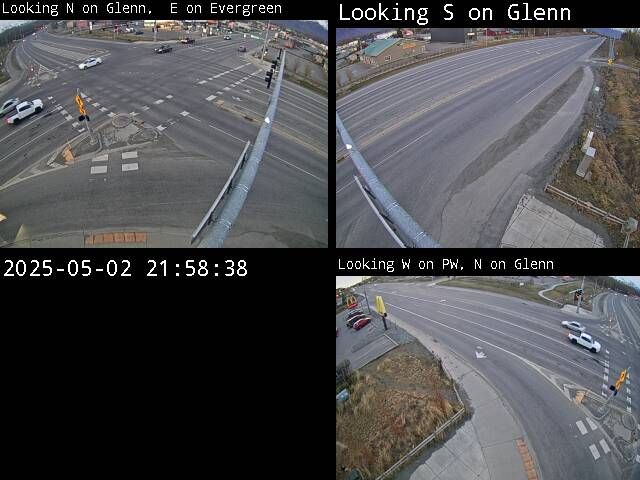 Looking N on Glenn, E on Evergreen
Looking S on Glenn
2025-05-02 21:58:38
Looking W on PW, N on Glenn